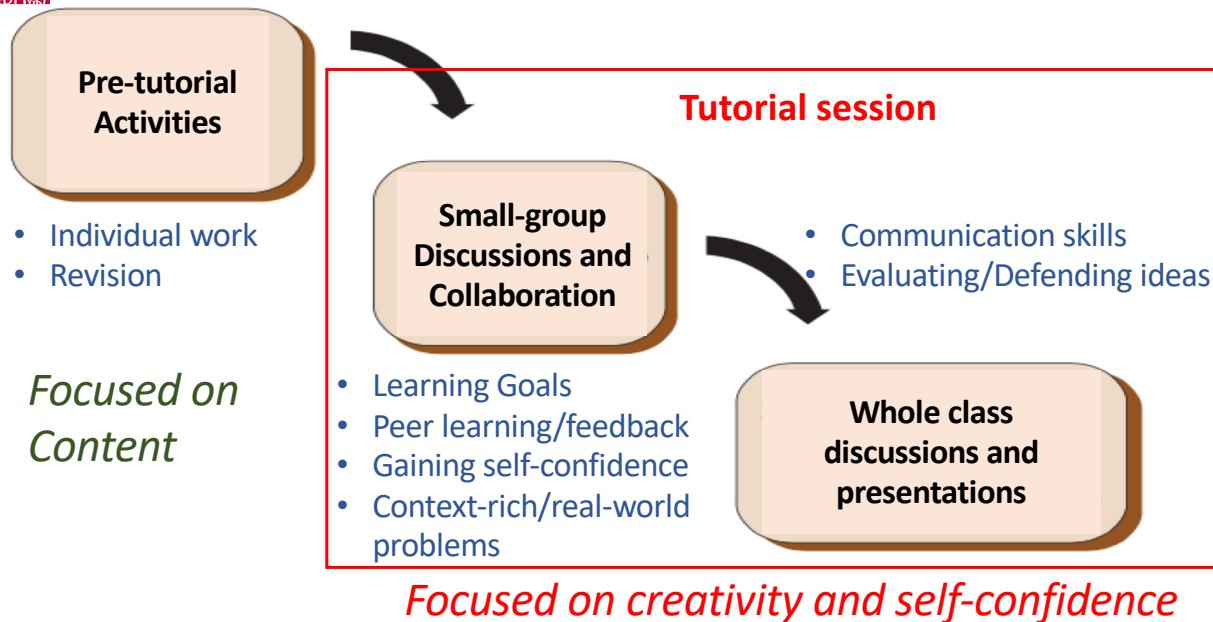 Pre-tutorial
Activities
• Individual work
• Revision
Focused on
Content
Tutorial session
Small-group
Discussions and
Collaboration
• Learning Goals
• Peer learning/feedback
• Gaining self-confidence
• Context-rich/real-world
problems
• Communication skills
• Evaluating/Defending ideas
Whole class
discussions and
presentations
Focused on creativity and self-confidence